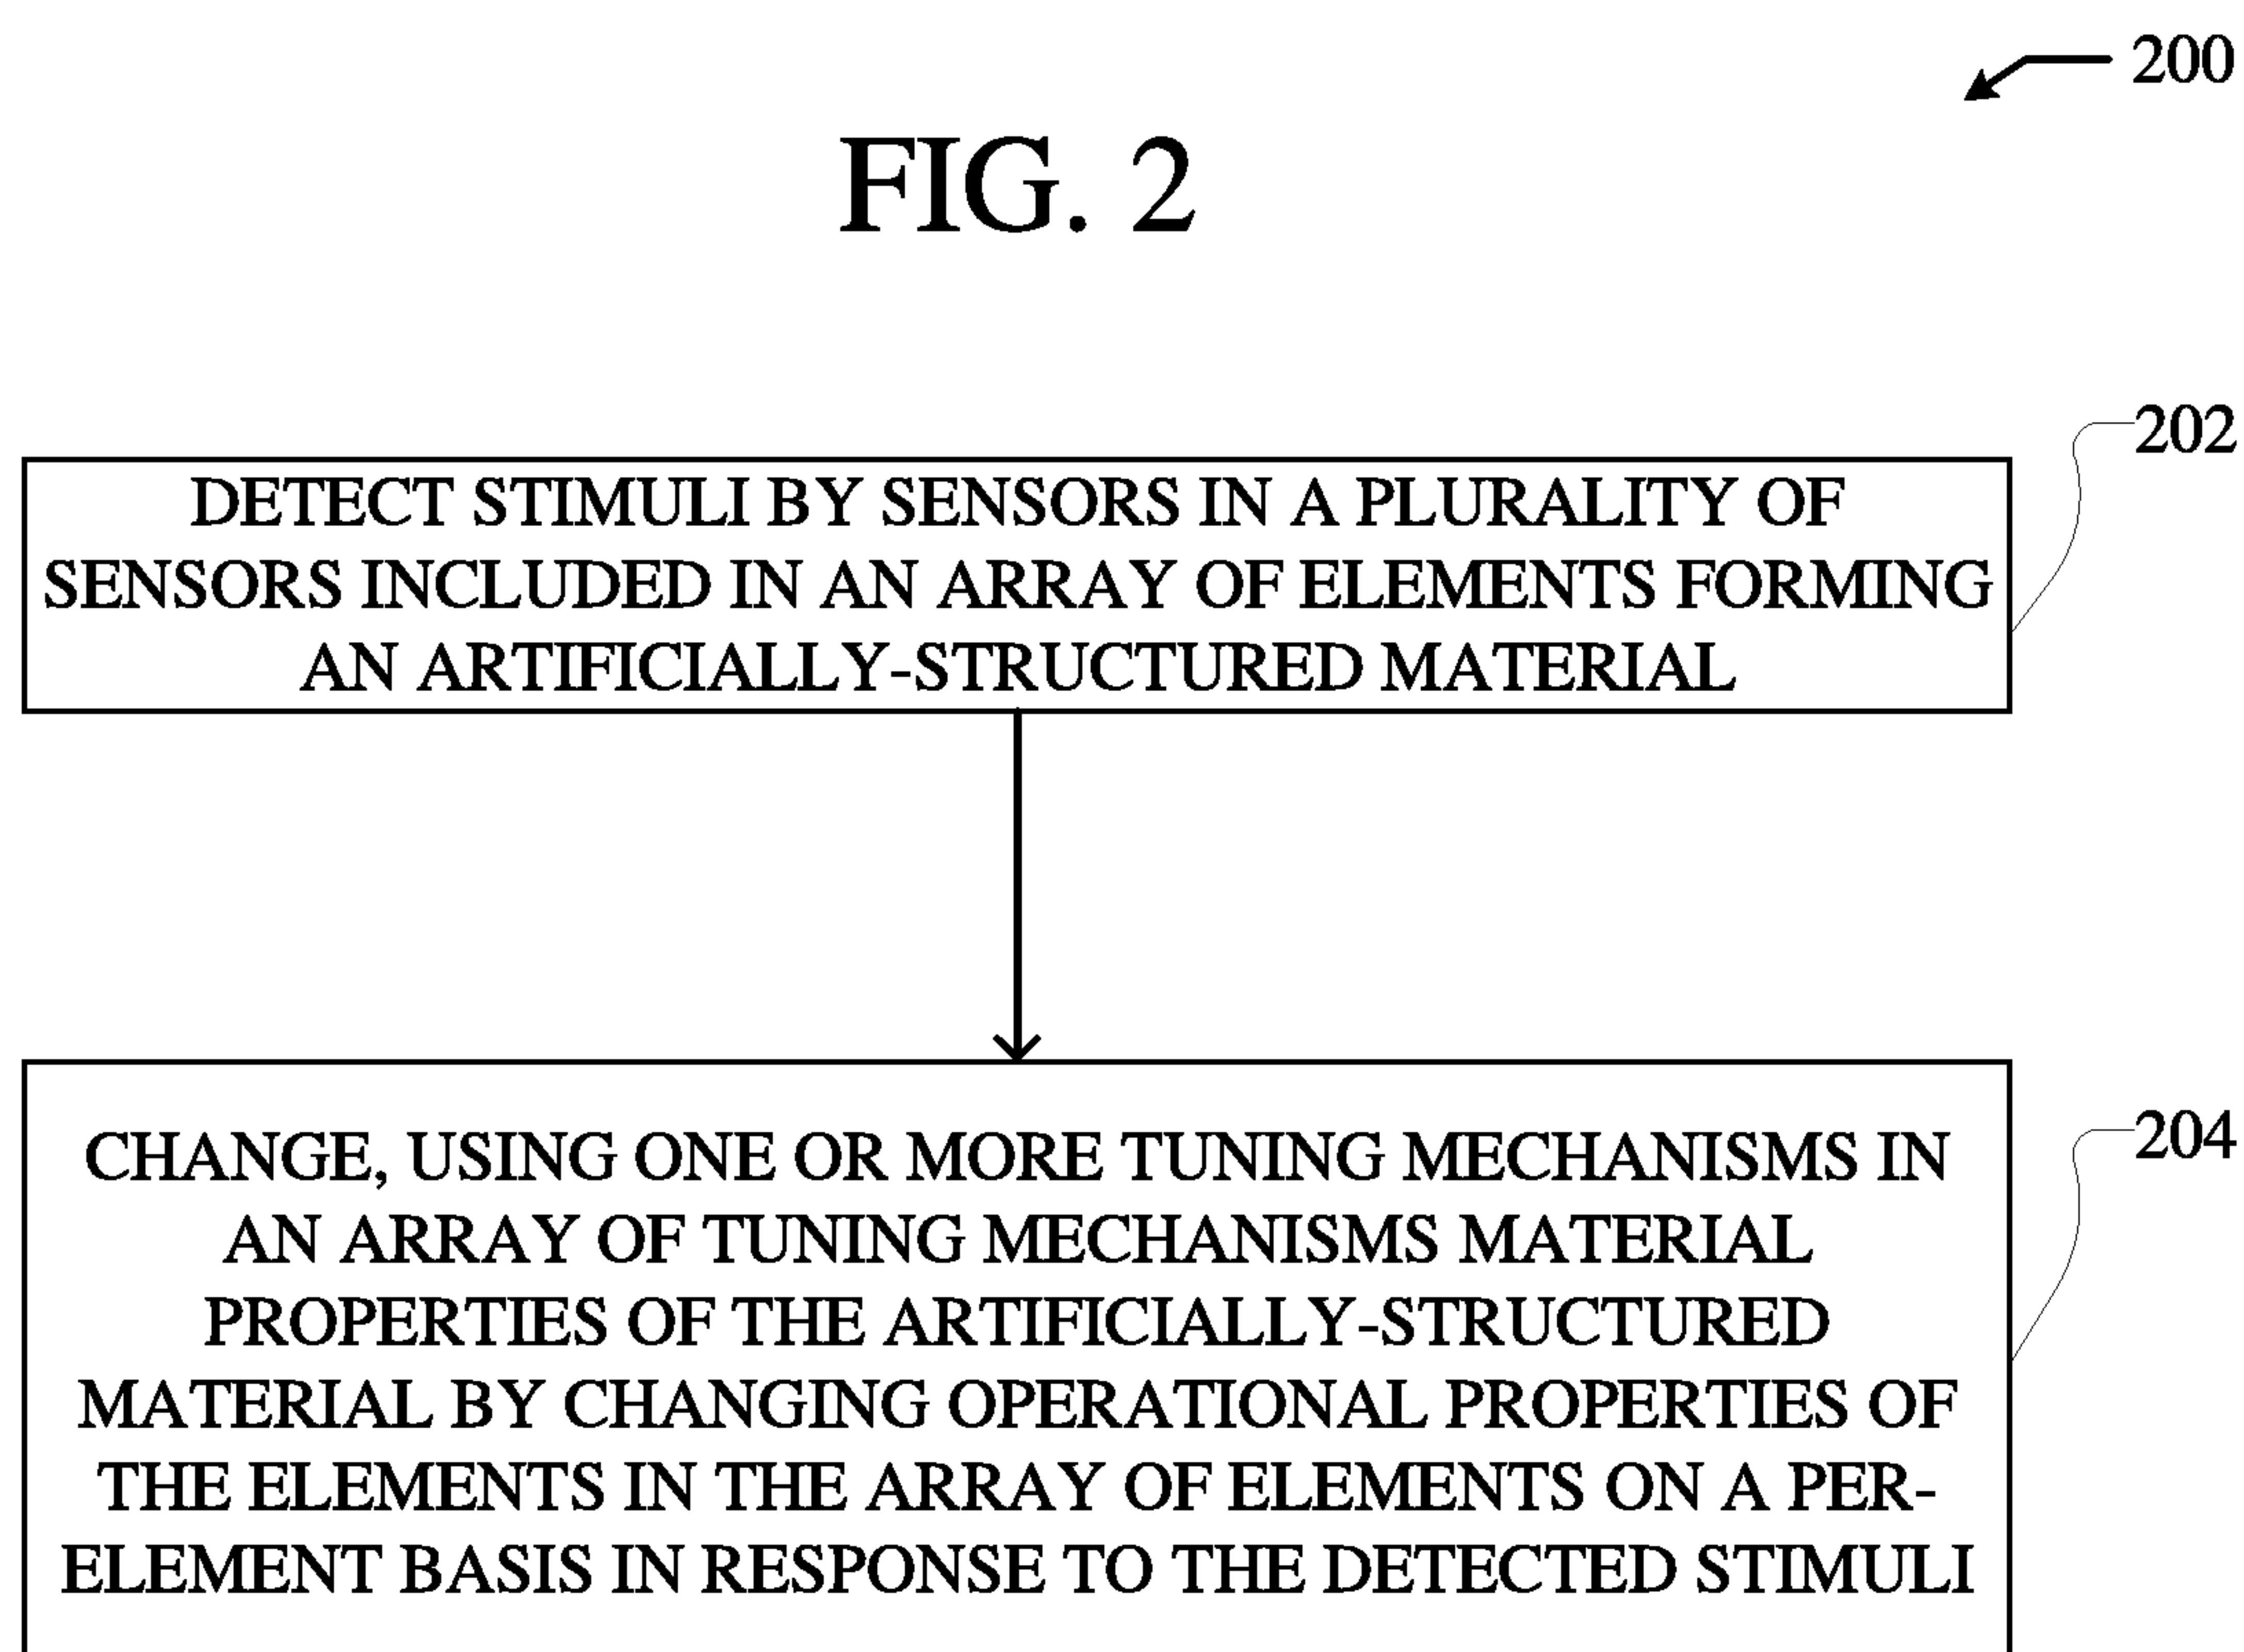 200
FIG. 2
202
DETECT STIMULI BY SENSORS IN A PLURALITY OF
SENSORS INCLUDED IN AN ARRAY OF ELEMENTS FORMING
AN ARTIFICIALLY-STRUCTURED MATERIAL
204
CHANGE, USING ONE OR MORE TUNING MECHANISMS IN
AN ARRAY OF TUNING MECHANISMS MATERIAL
PROPERTIES OF THE ARTIFICIALLY-STRUCTURED
MATERIAL BY CHANGING OPERATIONAL PROPERTIES OF
THE ELEMENTS IN THE ARRAY OF ELEMENTS ON A PER-
ELEMENT BASIS IN RESPONSE TO THE DETECTED STIMULI